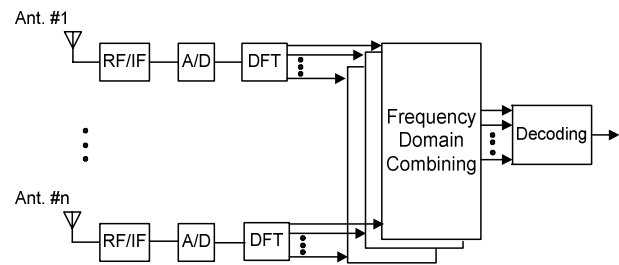 Ant. #1
RF/IF
A/D
DFT
Frequency
Domain
Combining
Decoding
Ant. #n
RF/IF
A/D
DFT